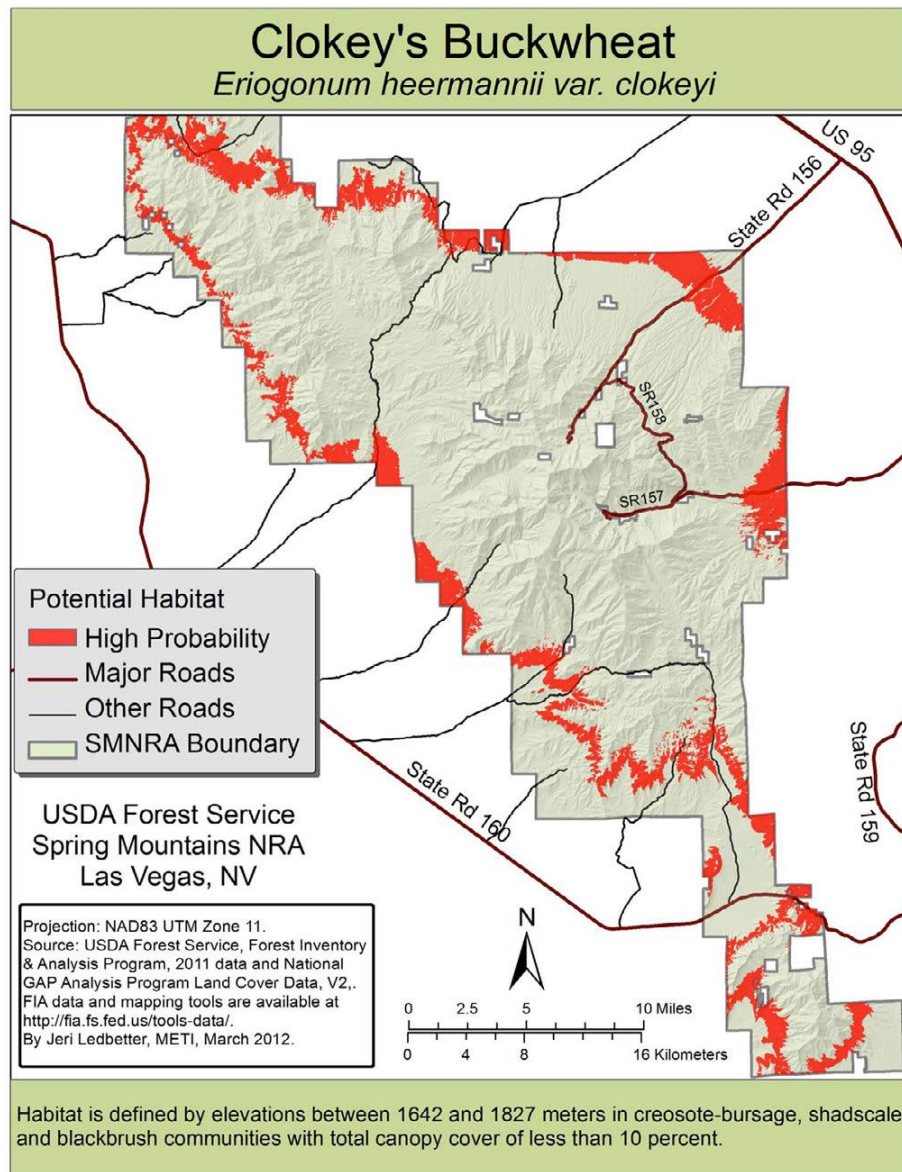 Clokey's Buckwheat
Eriogonum heermannii var. clokeyi
US 95
State Rd 156
SR158
SR157
Potential Habitat
High Probability
Major Roads
Other Roads
SMNRA Boundary
State Rd 160
State Rd 159
USDA Forest Service
Spring Mountains NRA
Las Vegas, NV
Projection: NAD83 UTM Zone 11.
Source: USDA Forest Service, Forest Inventory
& Analysis Program, 2011 data and National
GAP Analysis Program Land Cover Data, V2,.
FIA data and mapping tools are available at
http://fia.fs.fed.us/tools-data/.
By Jeri Ledbetter, METI, March 2012.
N
0 2.5 5 10 Miles
0 4 8 16 Kilometers
Habitat is defined by elevations between 1642 and 1827 meters in creosote-bursage, shadscale
and blackbrush communities with total canopy cover of less than 10 percent.